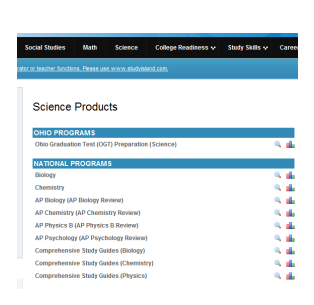 Social Studies Math Science College Readiness Study Skills Career
rator or teacher functions. Please use www.studyisland.com.
Science Products
OHIO PROGRAMS
Ohio Graduation Test (OGT) Preparation (Science)
NATIONAL PROGRAMS
Biology
Chemistry
AP Biology (AP Biology Review)
AP Chemistry (AP Chemistry Review)
AP Physics B (AP Physics B Review)
AP Psychology (AP Psychology Review)
Comprehensive Study Guides (Biology)
Comprehensive Study Guides (Chemistry)
Comprehensive Study Guides (Physics)